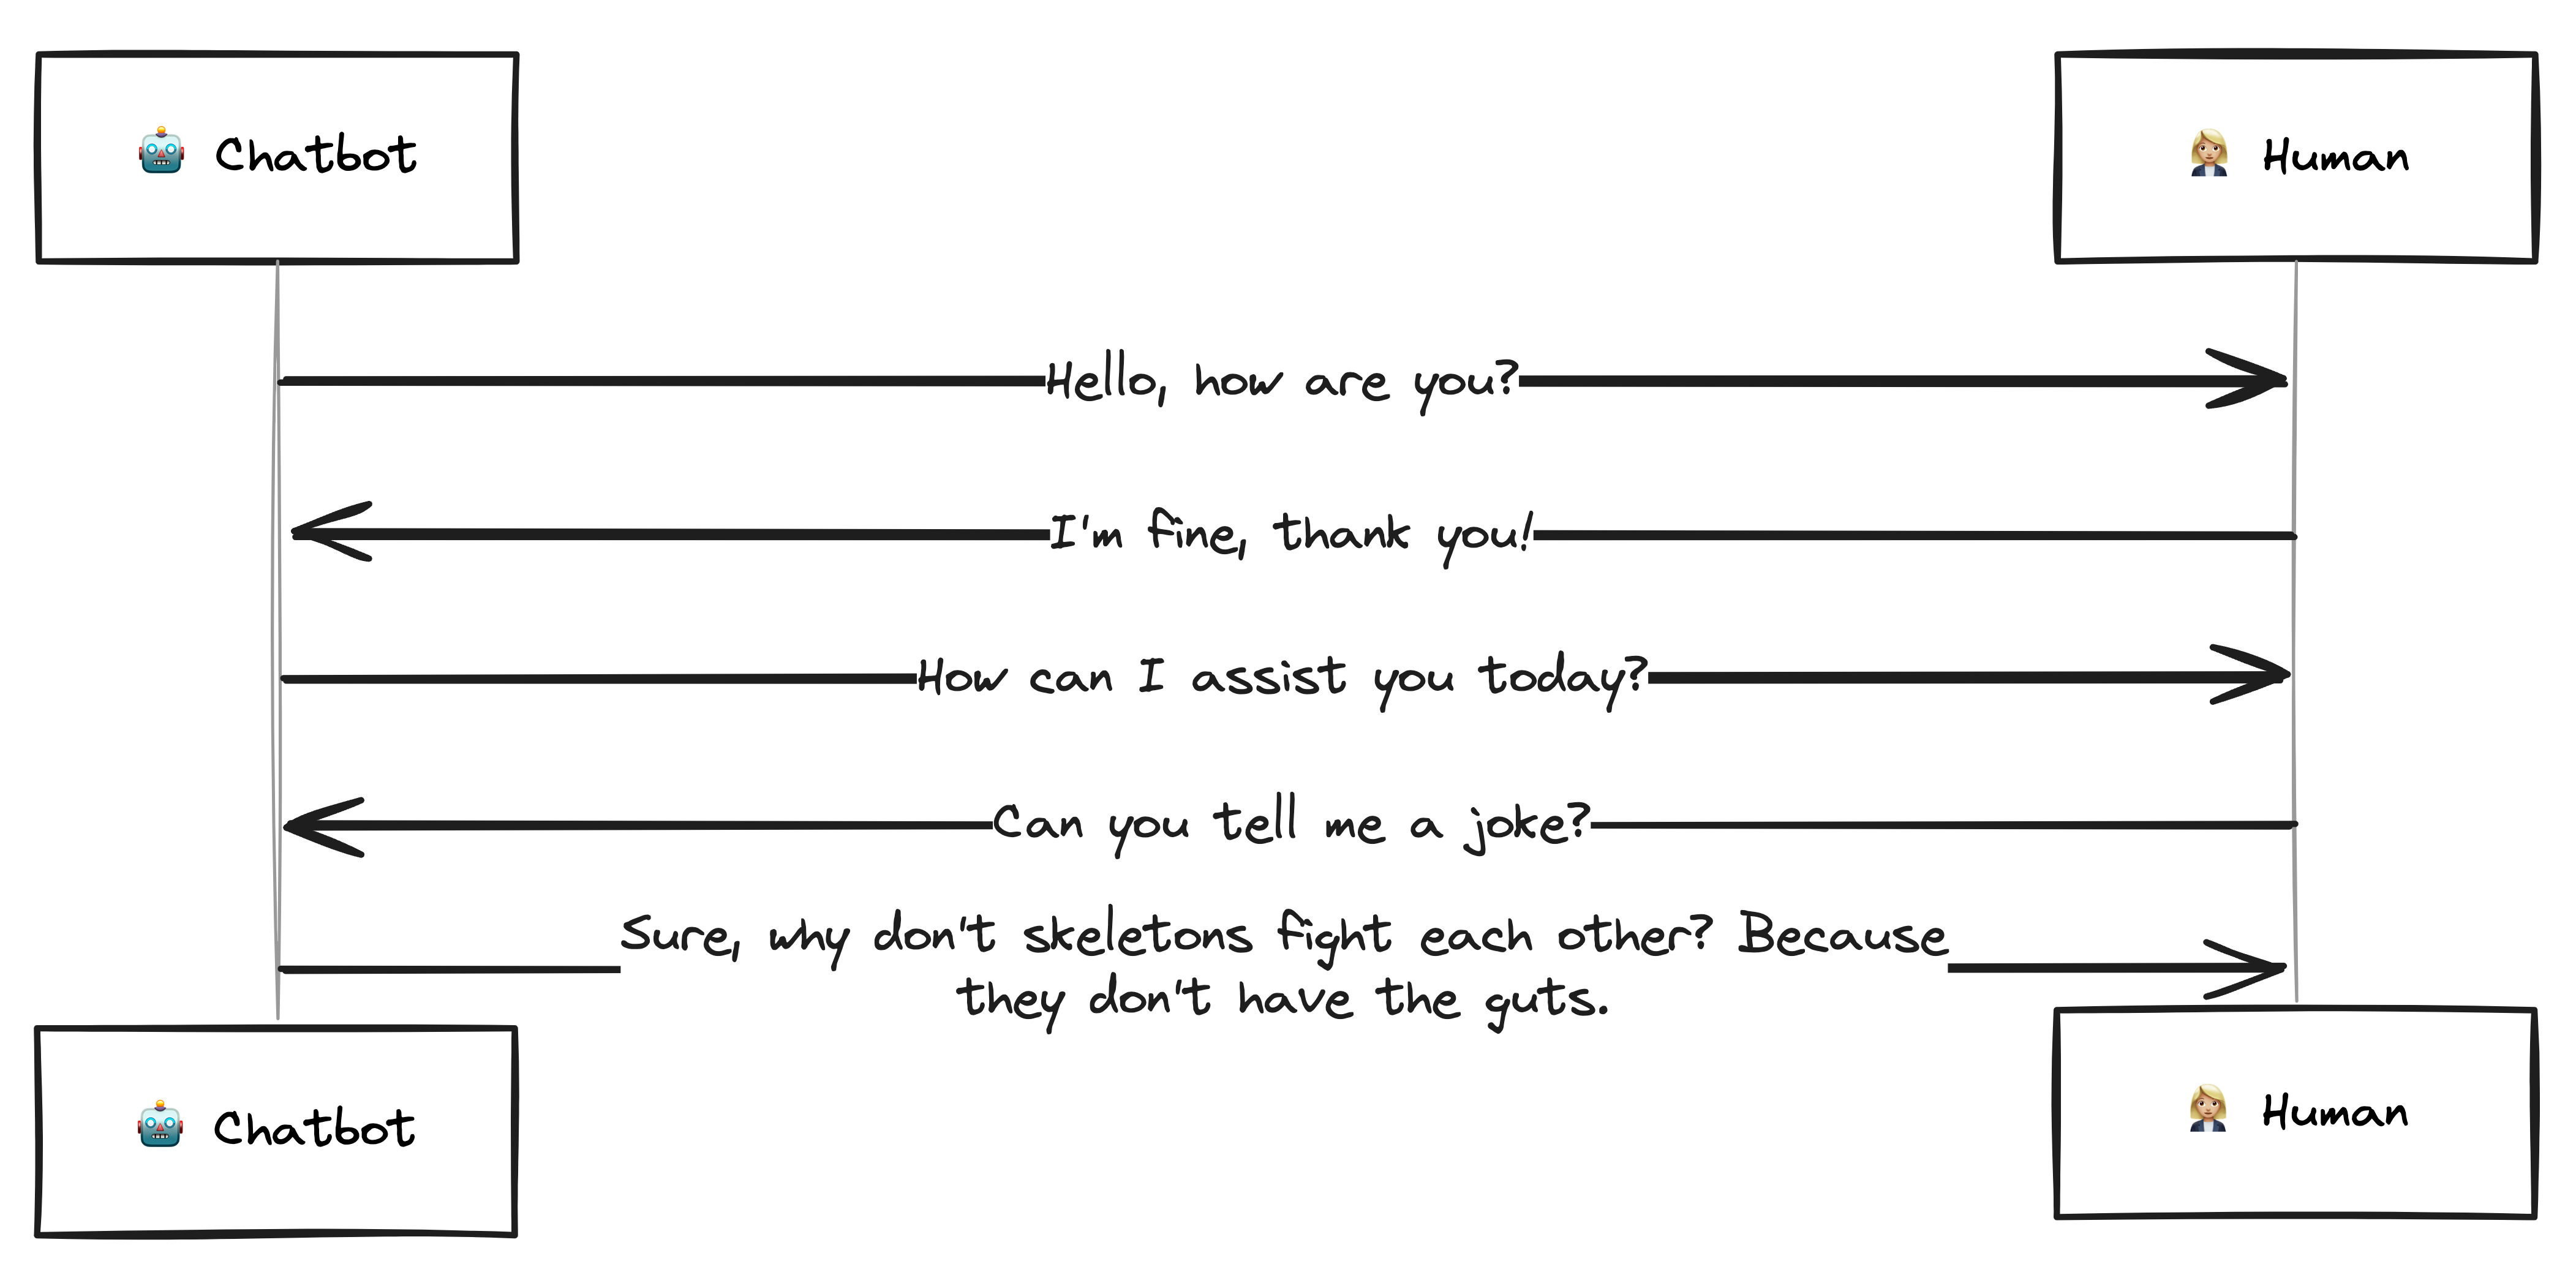 🤖 Chatbot
👩🏼‍💼 Human
Hello, how are you?
I'm fine, thank you!
How can I assist you today?
Can you tell me a joke?
Sure, why don't skeletons fight each other? Because
they don't have the guts.
🤖 Chatbot
👩🏼‍💼 Human